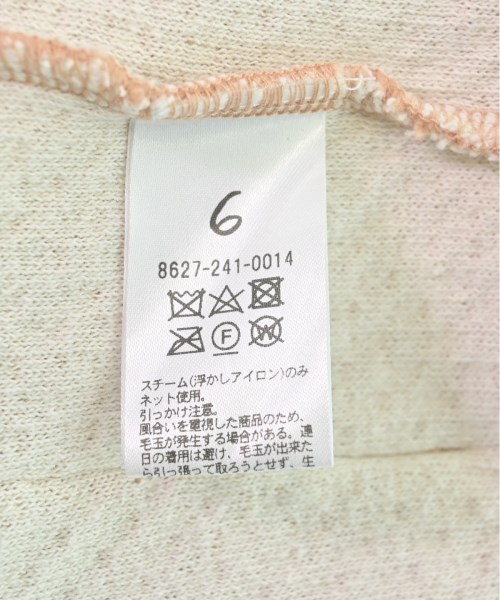 6
8627-241-0014
F W
スチーム(浮かしアイロン)のみ
ネット使用。
引っかけ注意。
風合いを重視した商品のため、
毛玉が発生する場合がある。連
日の着用は避け、毛玉が出来た
ら引っ張って取ろうとせず、生